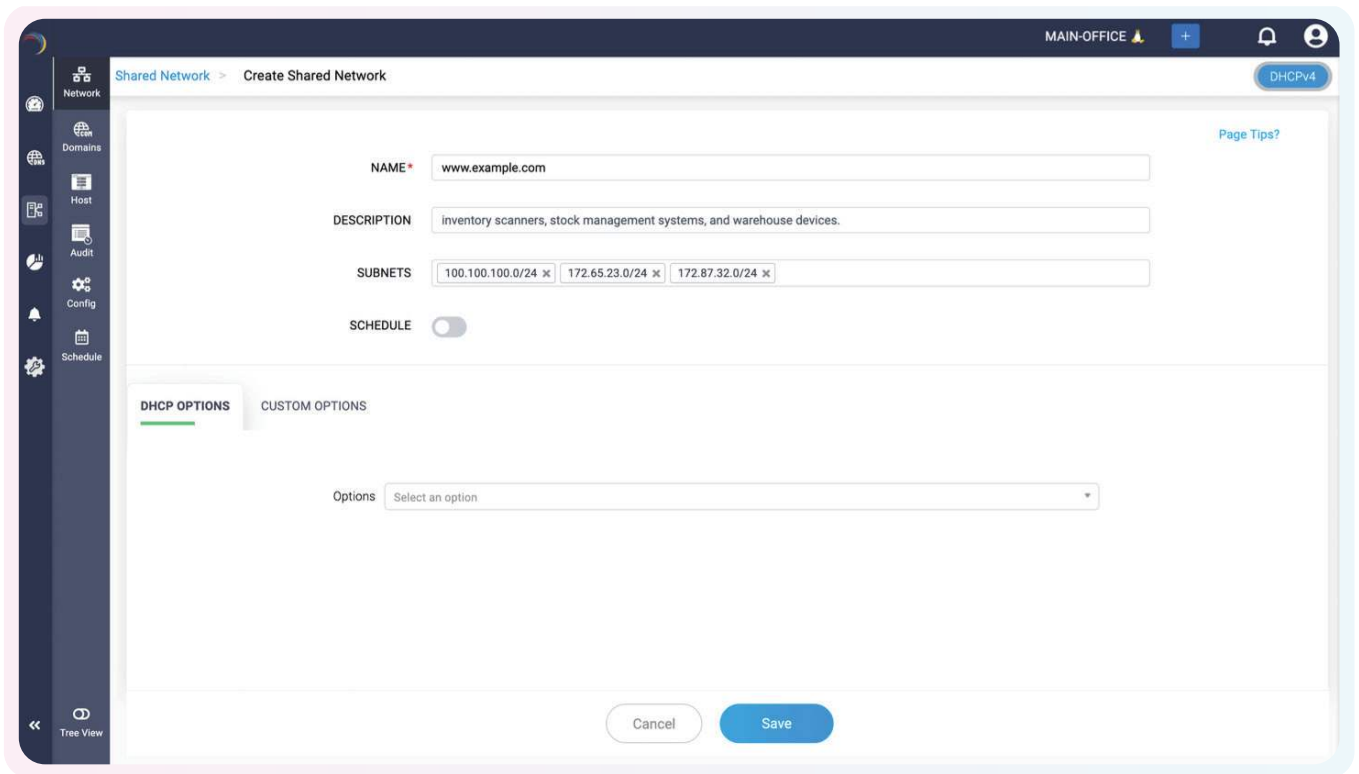 MAIN-OFFICE
+
Shared Network > Create Shared Network
DHCPv4
Network
Domains
Host
Audit
Config
Schedule
Tree View
Page Tips?
NAME* www.example.com
DESCRIPTION inventory scanners, stock management systems, and warehouse devices.
SUBNETS 100.100.100.0/24 × 172.65.23.0/24 × 172.87.32.0/24 ×
SCHEDULE
DHCP OPTIONS CUSTOM OPTIONS
Options Select an option
Cancel Save